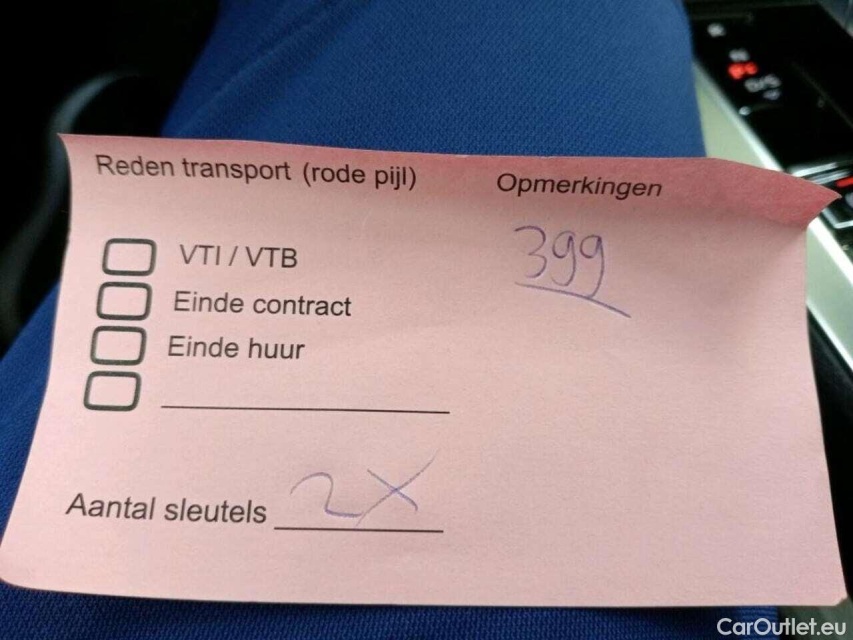 Reden transport (rode pijl)
Opmerkingen
VTI / VTB
399
Einde contract
Einde huur
Aantal sleutels 2X
CarOutlet.eu